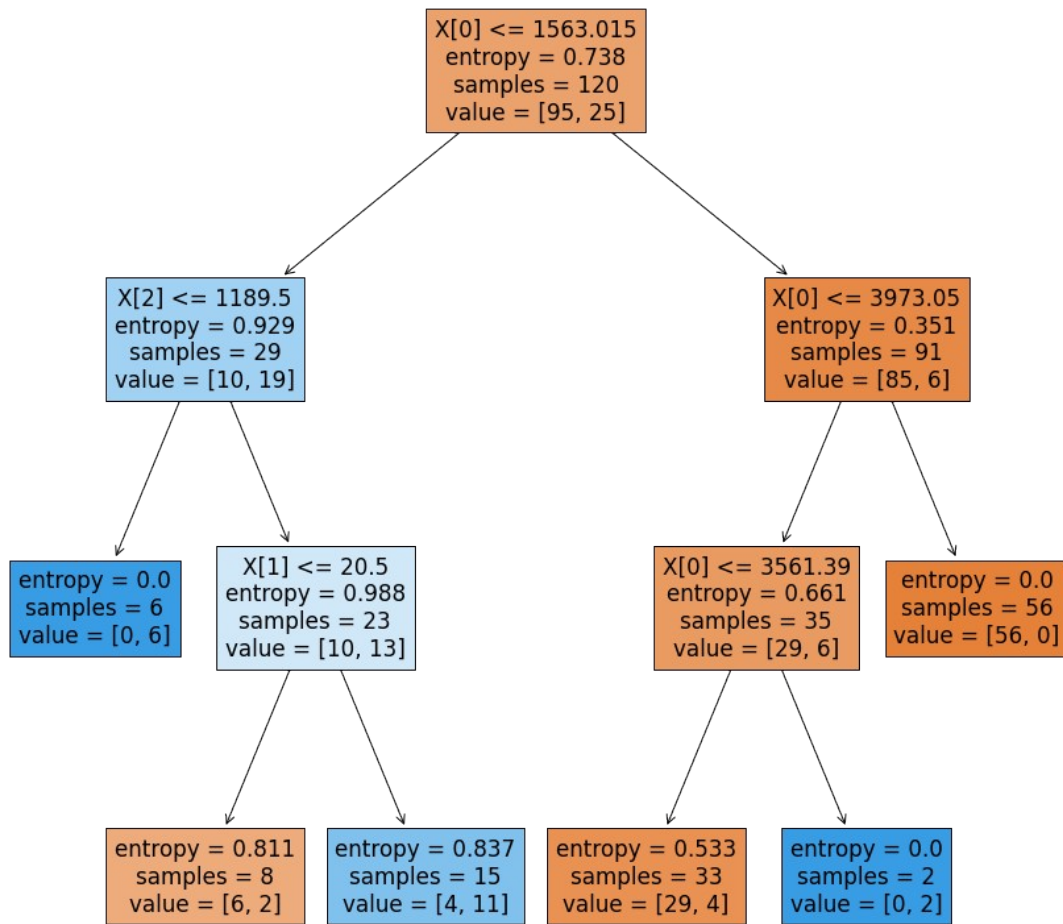 X[0] <= 1563.015
entropy = 0.738
samples = 120
value = [95, 25]
X[2] <= 1189.5
entropy = 0.929
samples = 29
value = [10, 19]
X[0] <= 3973.05
entropy = 0.351
samples = 91
value = [85, 6]
entropy = 0.0
samples = 6
value = [0, 6]
X[1] <= 20.5
entropy = 0.988
samples = 23
value = [10, 13]
X[0] <= 3561.39
entropy = 0.661
samples = 35
value = [29, 6]
entropy = 0.0
samples = 56
value = [56, 0]
entropy = 0.811
samples = 8
value = [6, 2]
entropy = 0.837
samples = 15
value = [4, 11]
entropy = 0.533
samples = 33
value = [29, 4]
entropy = 0.0
samples = 2
value = [0, 2]